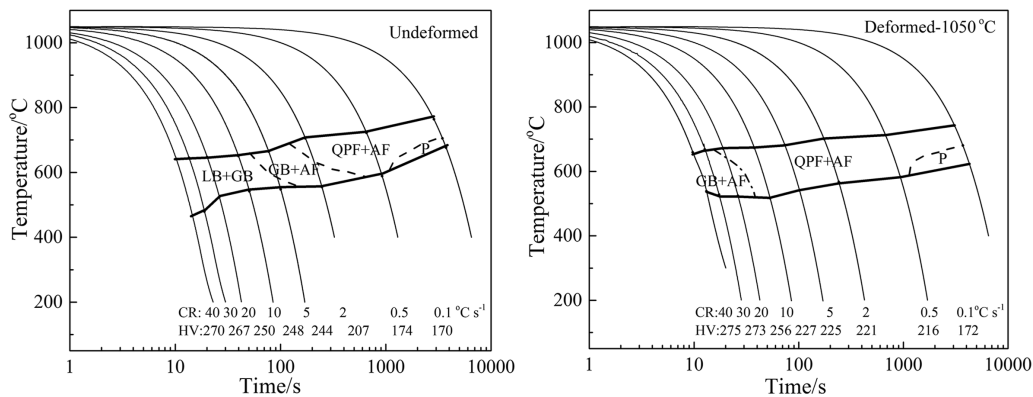 Undeformed
1000
800
600
400
200
Temperature/°C
LB+GB
GB+AF
QPF+AF
P
CR: 40 30 20 10 5 2 0.5 0.1 °C s⁻¹
HV:270 267 250 248 244 207 174 170
1 10 100 1000 10000
Time/s
Deformed-1050 °C
1000
800
600
400
200
Temperature/°C
GB+AF
QPF+AF
P
CR:40 30 20 10 5 2 0.5 0.1°C s⁻¹
HV:275 273 256 227 225 221 216 172
1 10 100 1000 10000
Time/s